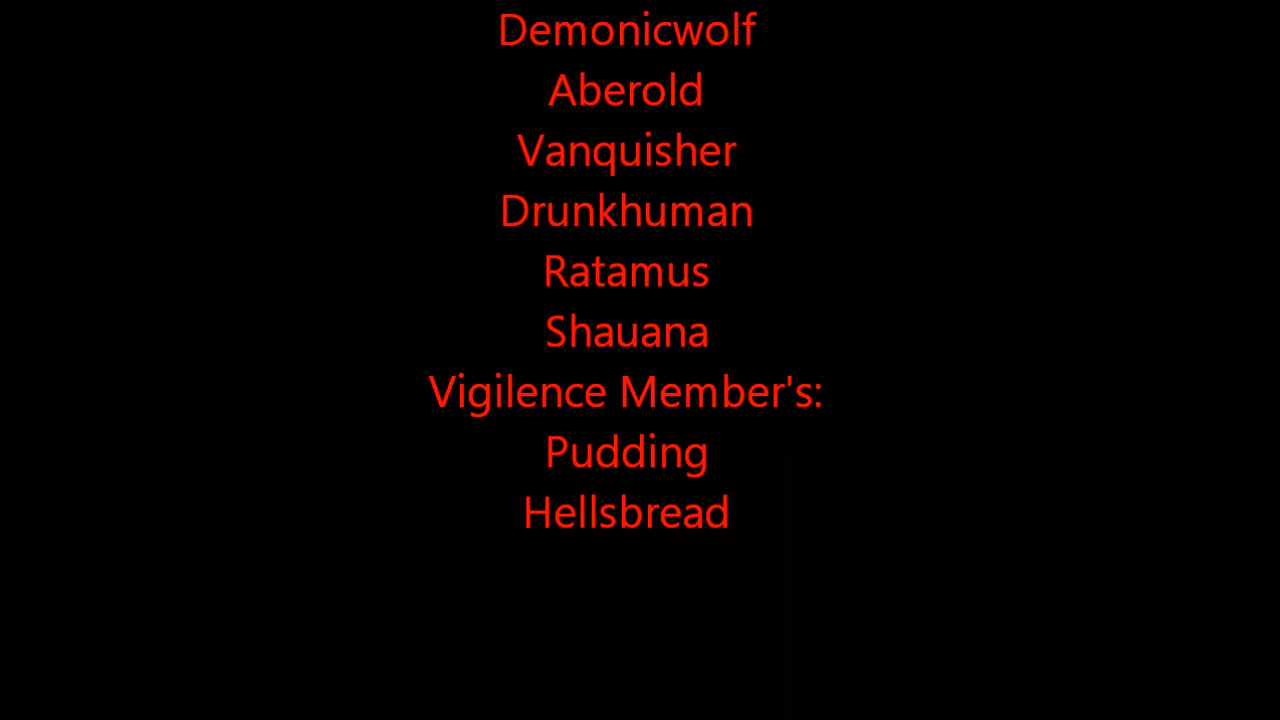 Demonicwolf
Aberold
Vanquisher
Drunkhuman
Ratamus
Shauana
Vigilence Member's:
Pudding
Hellsbread